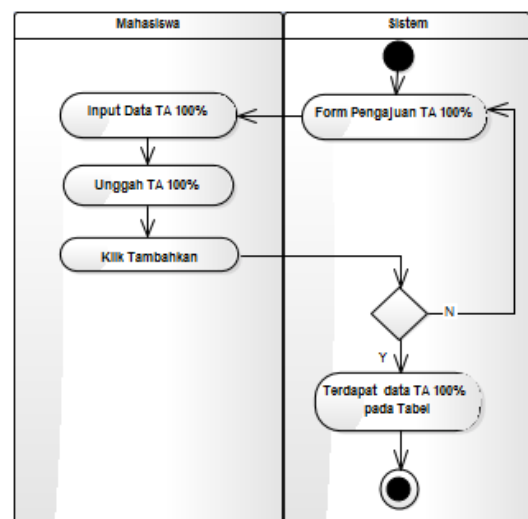 Mahasiswa
Sistem
Form Pengajuan TA 100%
Input Data TA 100%
Unggah TA 100%
Klik Tambahkan
N
Y
Terdapat data TA 100%
pada Tabel